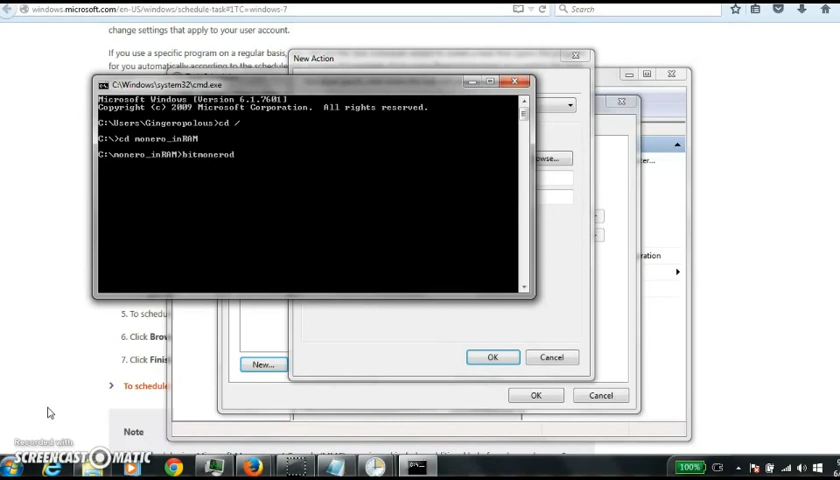 windows.microsoft.com/en-US/windows/schedule-task#1TC=windows-7
Search
change settings that apply to your user account.
If you use a specific program on a regular basis,
for you automatically according to the schedule
New Action
C:\Windows\system32\cmd.exe
Microsoft Windows [Version 6.1.7601]
Copyright (c) 2009 Microsoft Corporation. All rights reserved.
C:\Users\Gingeropolous>cd /
C:\>cd monero_inRAM
C:\monero_inRAM>bitmonerod
5. To schedu
6. Click Brow
7. Click Finis
New...
OK
Cancel
OK
Cancel
To schedule
Note
Recorded with
SCREENCAST-O-MATIC
100%